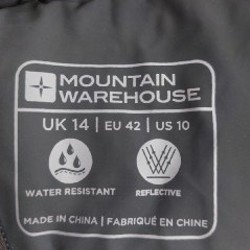 MOUNTAIN
WAREHOUSE
UK 14 | EU 42 | US 10
WATER RESISTANT
REFLECTIVE
MADE IN CHINA | FABRIQUÉ EN CHINE